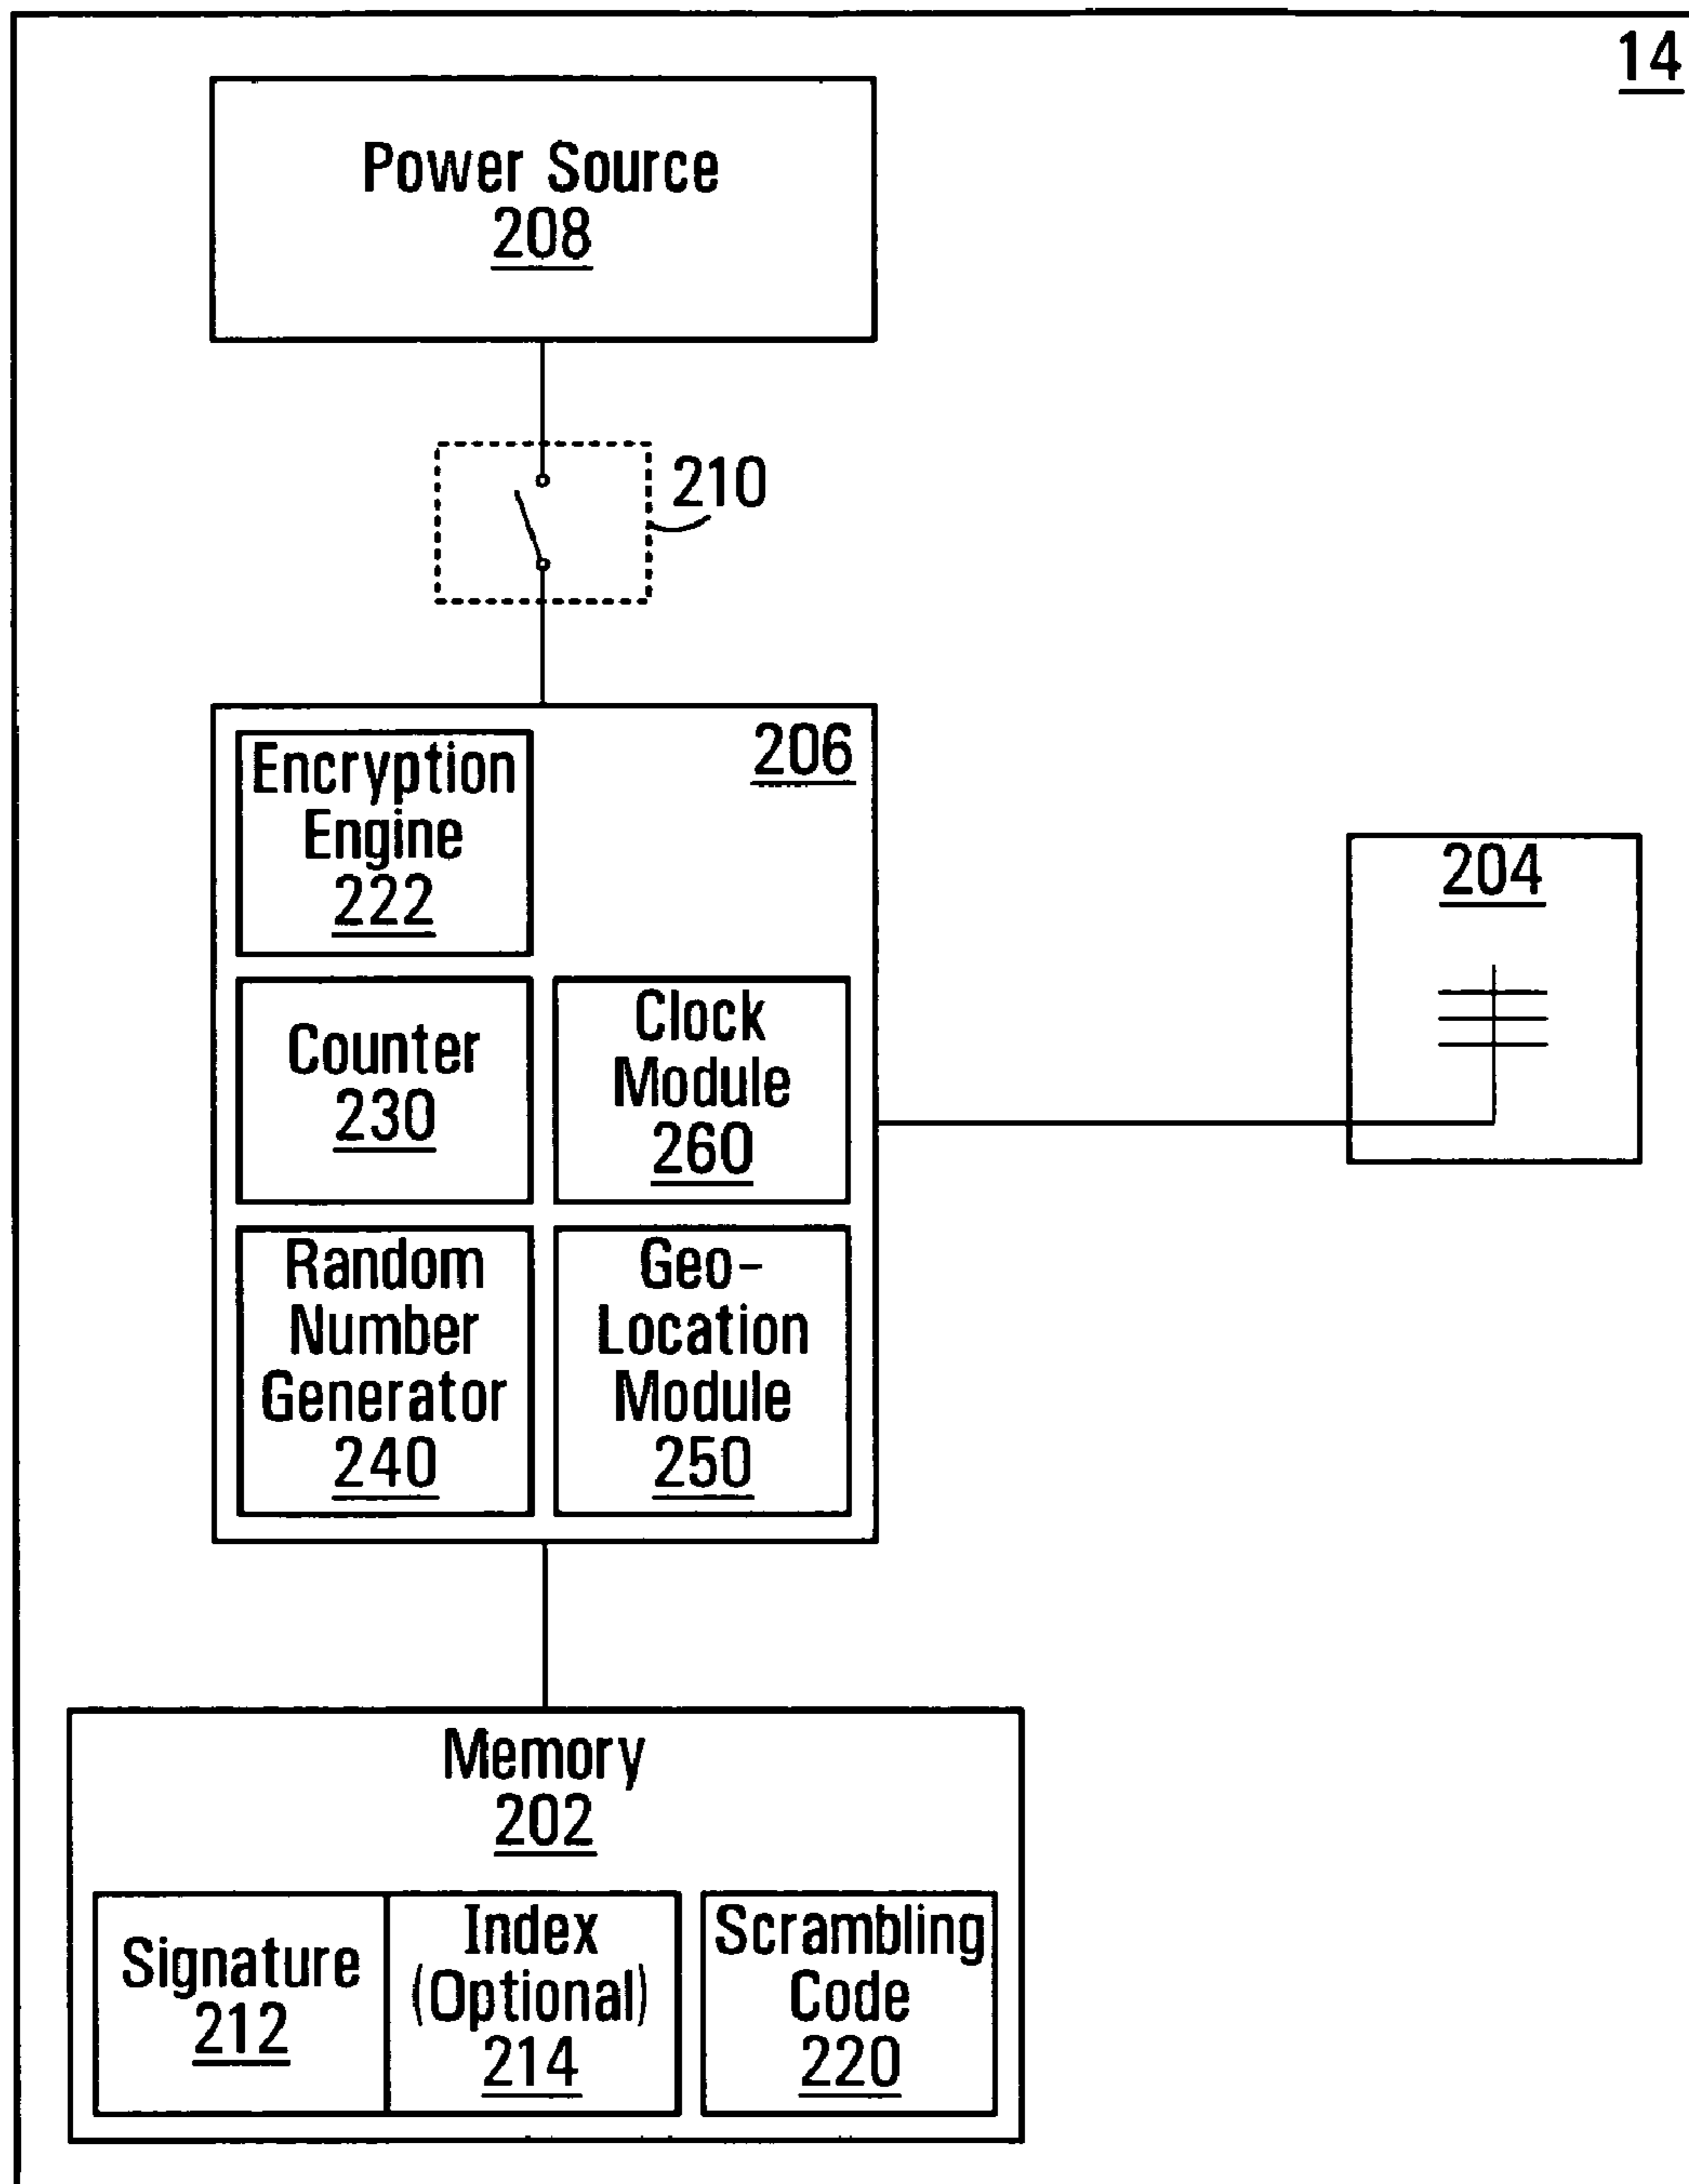 14
Power Source
208
210
206
Encryption
Engine
222
204
Counter
230
Clock
Module
260
Random
Number
Generator
240
Geo-
Location
Module
250
Memory
202
Signature
212
Index
(Optional)
214
Scrambling
Code
220